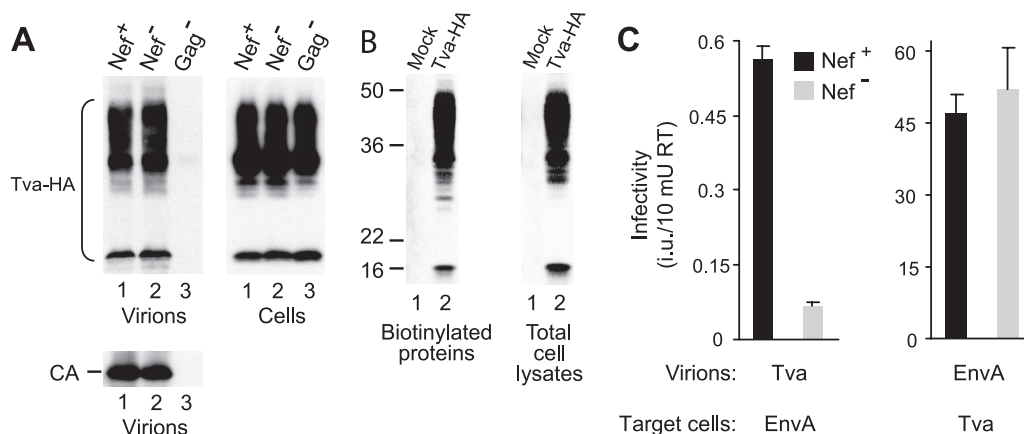 A
Nef+ Nef- Gag-
Nef+ Nef- Gag-
Tva-HA
1 2 3
Virions
1 2 3
Cells
CA
1 2 3
Virions
B
Mock Tva-HA
Mock Tva-HA
50
36
22
16
1 2
Biotinylated
proteins
1 2
Total
cell
lysates
C
Infectivity
(i.u./10 mU RT)
0.6
0.45
0.3
0.15
0
Nef +
Nef -
60
45
30
15
0
Virions: Tva EnvA
Target cells: EnvA Tva